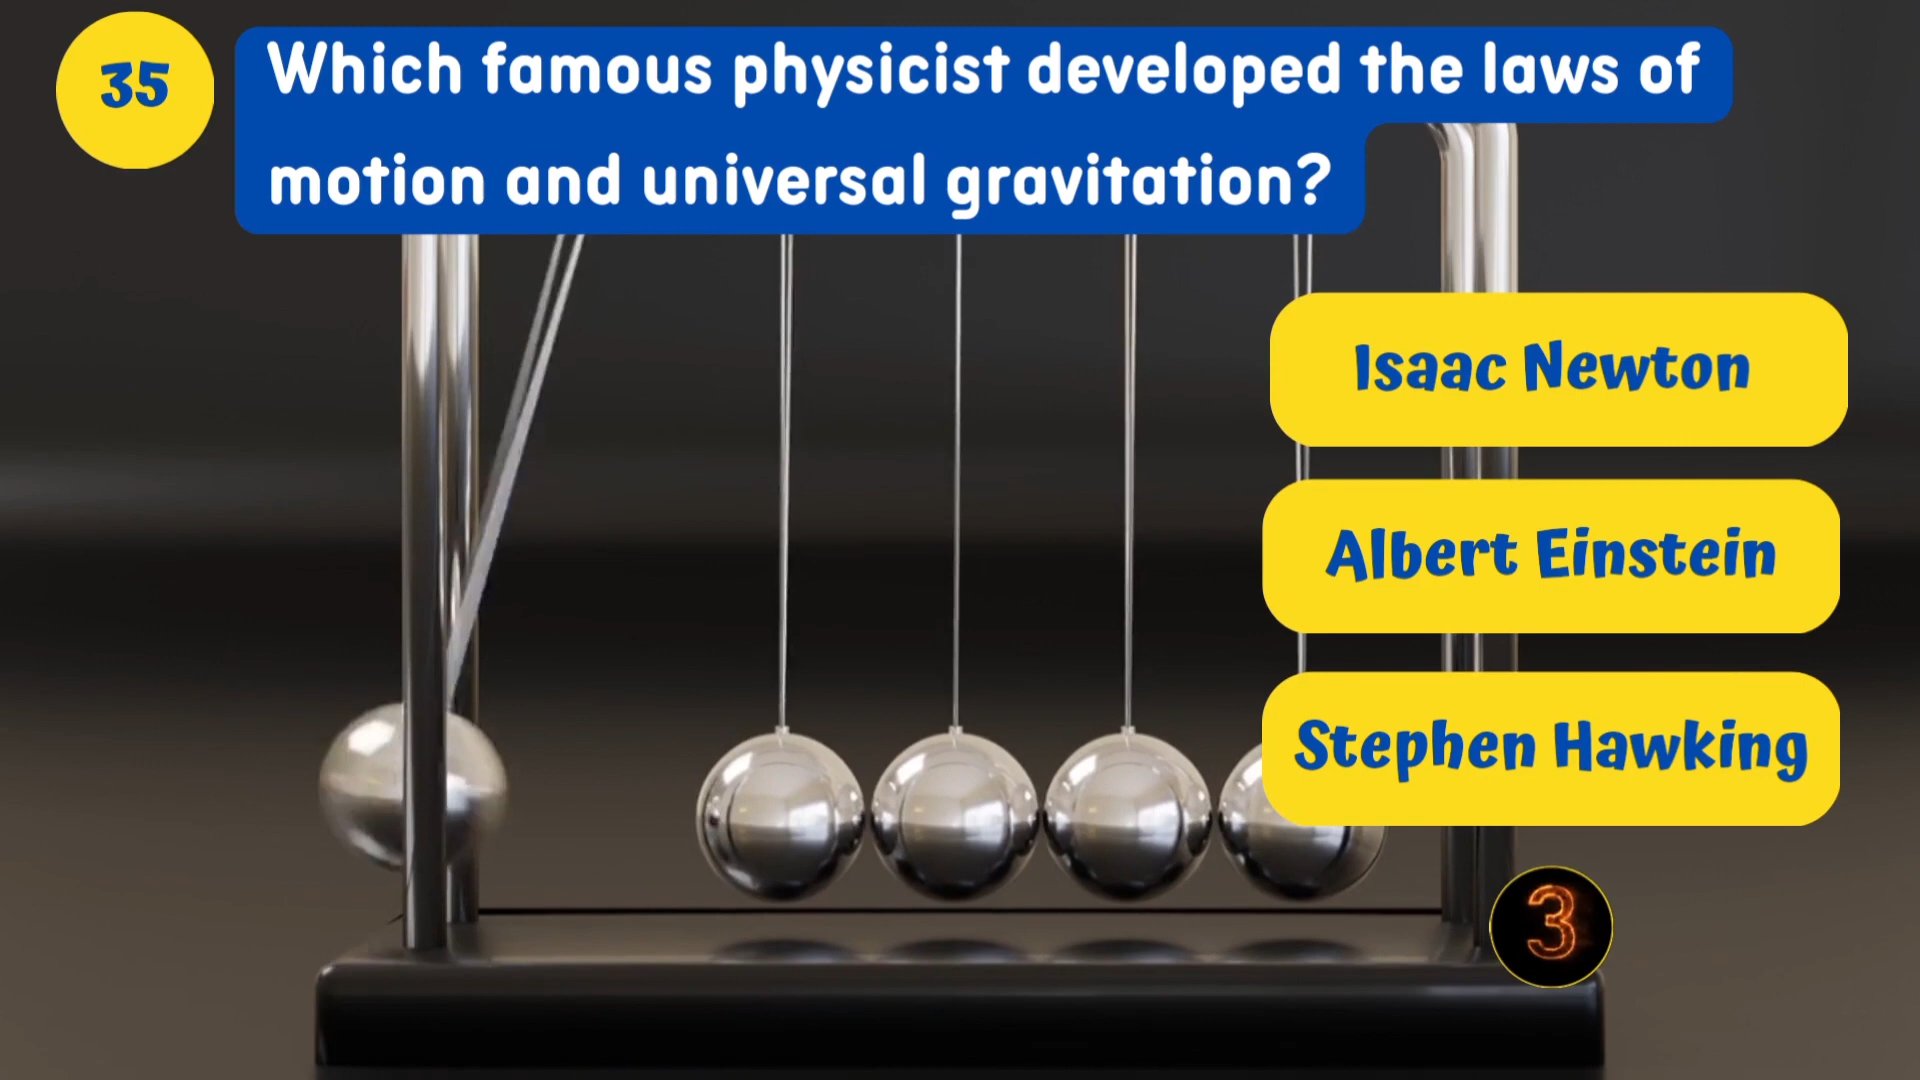 35
Which famous physicist developed the laws of
motion and universal gravitation?
Isaac Newton
Albert Einstein
Stephen Hawking
3